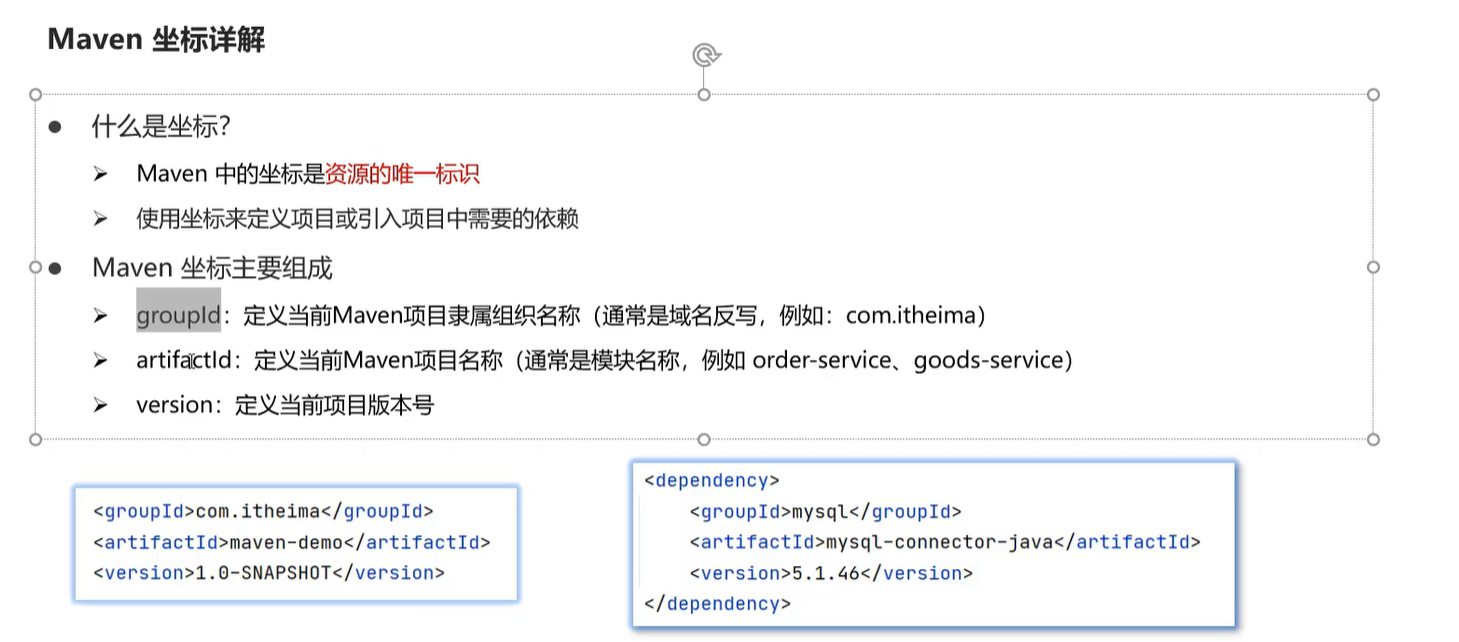 Maven 坐标详解
● 什么是坐标？
➢ Maven 中的坐标是资源的唯一标识
➢ 使用坐标来定义项目或引入项目中需要的依赖
● Maven 坐标主要组成
➢ groupId：定义当前Maven项目隶属组织名称（通常是域名反写，例如：com.itheima）
➢ artifactId：定义当前Maven项目名称（通常是模块名称，例如 order-service、goods-service）
➢ version：定义当前项目版本号
<groupId>com.itheima</groupId>
<artifactId>maven-demo</artifactId>
<version>1.0-SNAPSHOT</version>
<dependency>
    <groupId>mysql</groupId>
    <artifactId>mysql-connector-java</artifactId>
    <version>5.1.46</version>
</dependency>